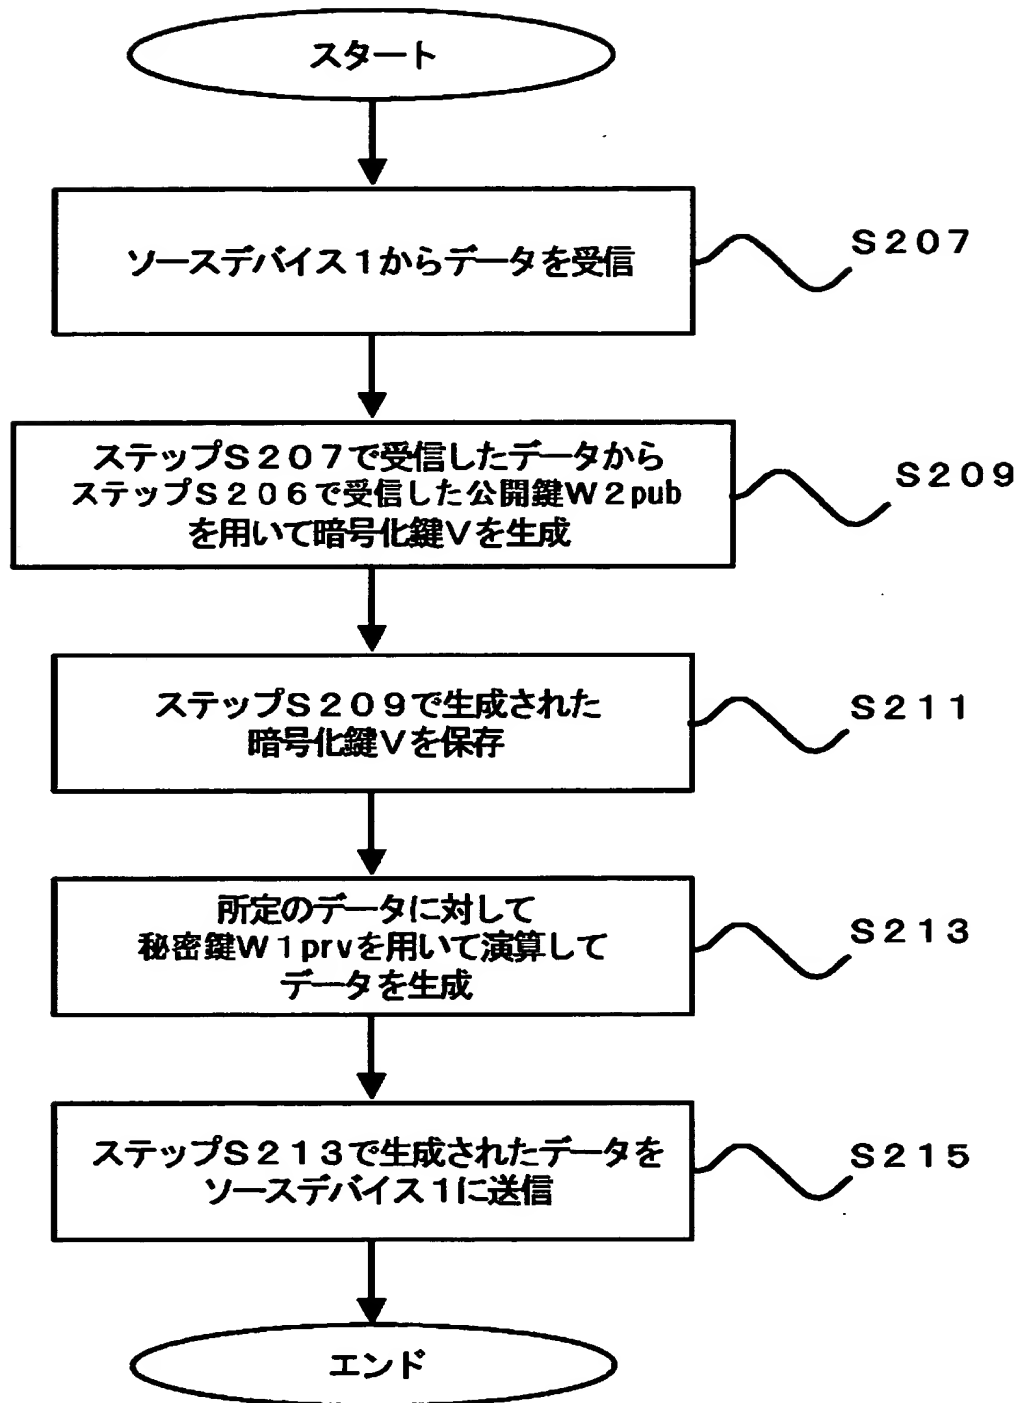 スタート
ソースデバイス1からデータを受信
S207
ステップS207で受信したデータから
ステップS206で受信した公開鍵W2pub
を用いて暗号化鍵Vを生成
S209
ステップS209で生成された
暗号化鍵Vを保存
S211
所定のデータに対して
秘密鍵W1prvを用いて演算して
データを生成
S213
ステップS213で生成されたデータを
ソースデバイス1に送信
S215
エンド